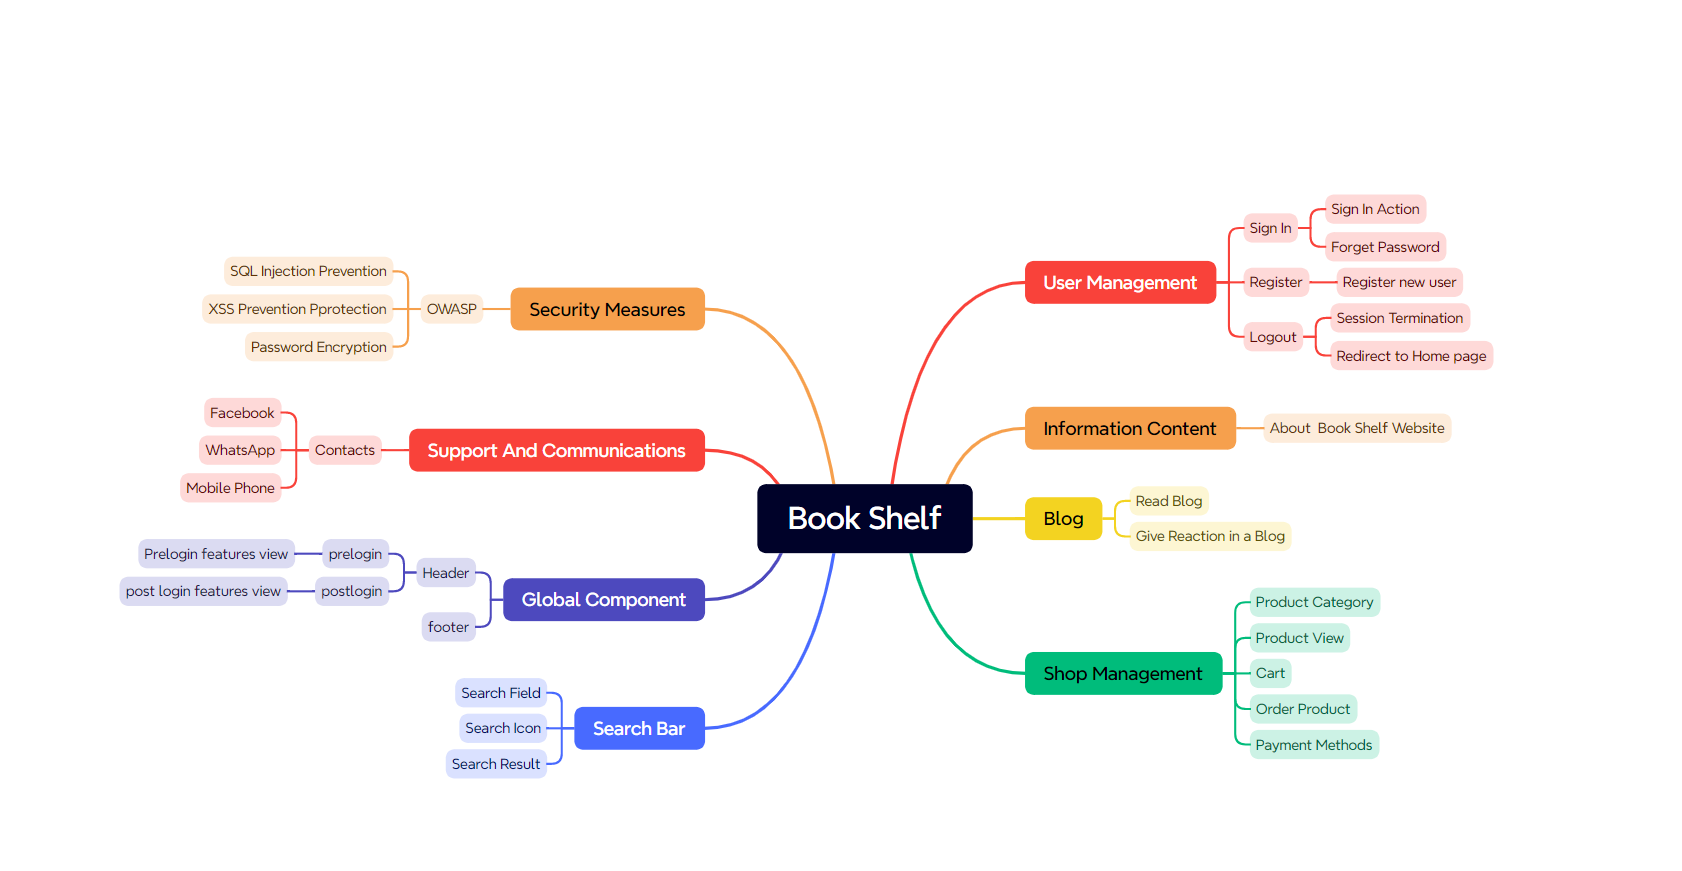 Book Shelf
User Management
Sign In
Sign In Action
Forget Password
Register
Register new user
Logout
Session Termination
Redirect to Home page
Information Content
About  Book Shelf Website
Blog
Read Blog
Give Reaction in a Blog
Shop Management
Product Category
Product View
Cart
Order Product
Payment Methods
Security Measures
OWASP
SQL Injection Prevention
XSS Prevention Pprotection
Password Encryption
Support And Communications
Contacts
Facebook
WhatsApp
Mobile Phone
Global Component
Header
prelogin
Prelogin features view
postlogin
post login features view
footer
Search Bar
Search Field
Search Icon
Search Result